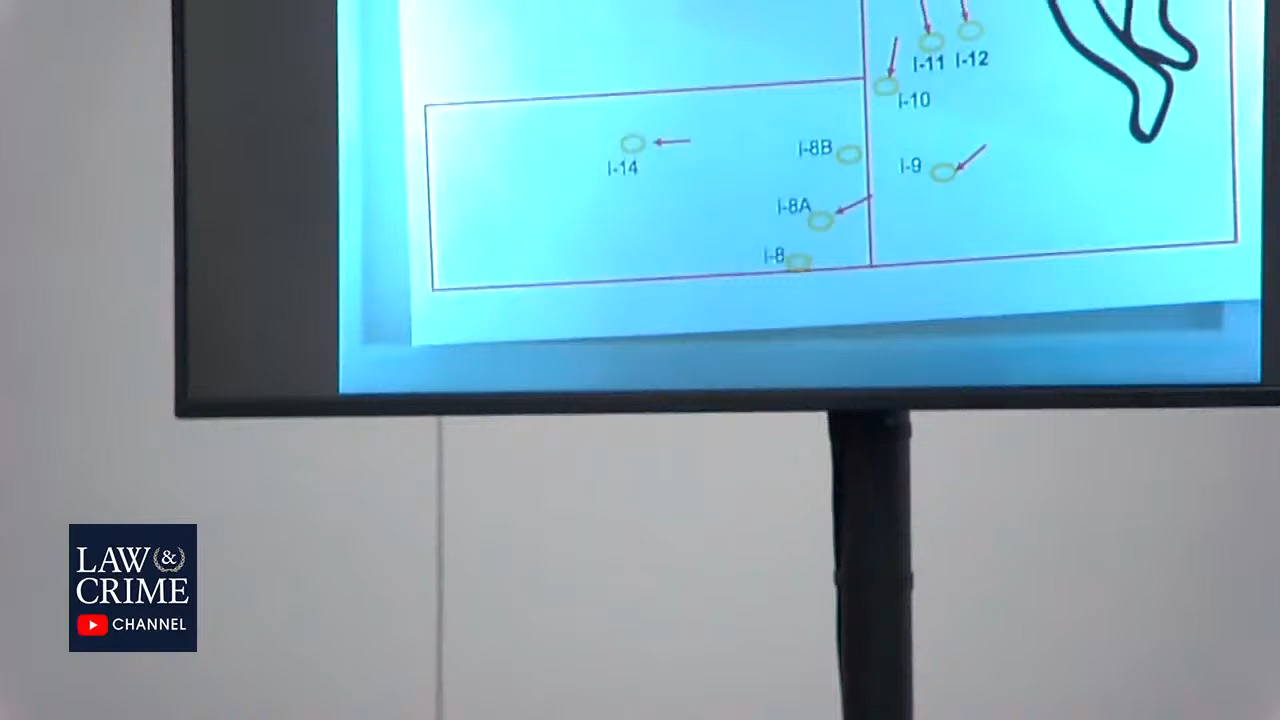 I-11 I-12
I-10
I-8B
I-9
I-14
I-8A
I-8
LAW &
CRIME
CHANNEL